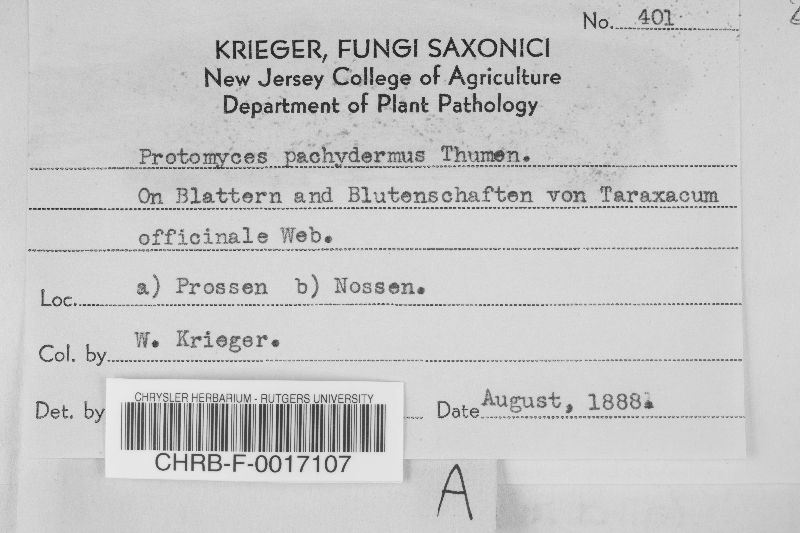 No. 401
KRIEGER, FUNGI SAXONICI
New Jersey College of Agriculture
Department of Plant Pathology
Protomyces pachydermus Thumen.
On Blattern and Blutenschaften von Taraxacum
officinale Web.
Loc. a) Prossen b) Nossen.
Col. by W. Krieger.
Det. by
Date August, 1888.
CHRYSLER HERBARIUM - RUTGERS UNIVERSITY
CHRB-F-0017107
A